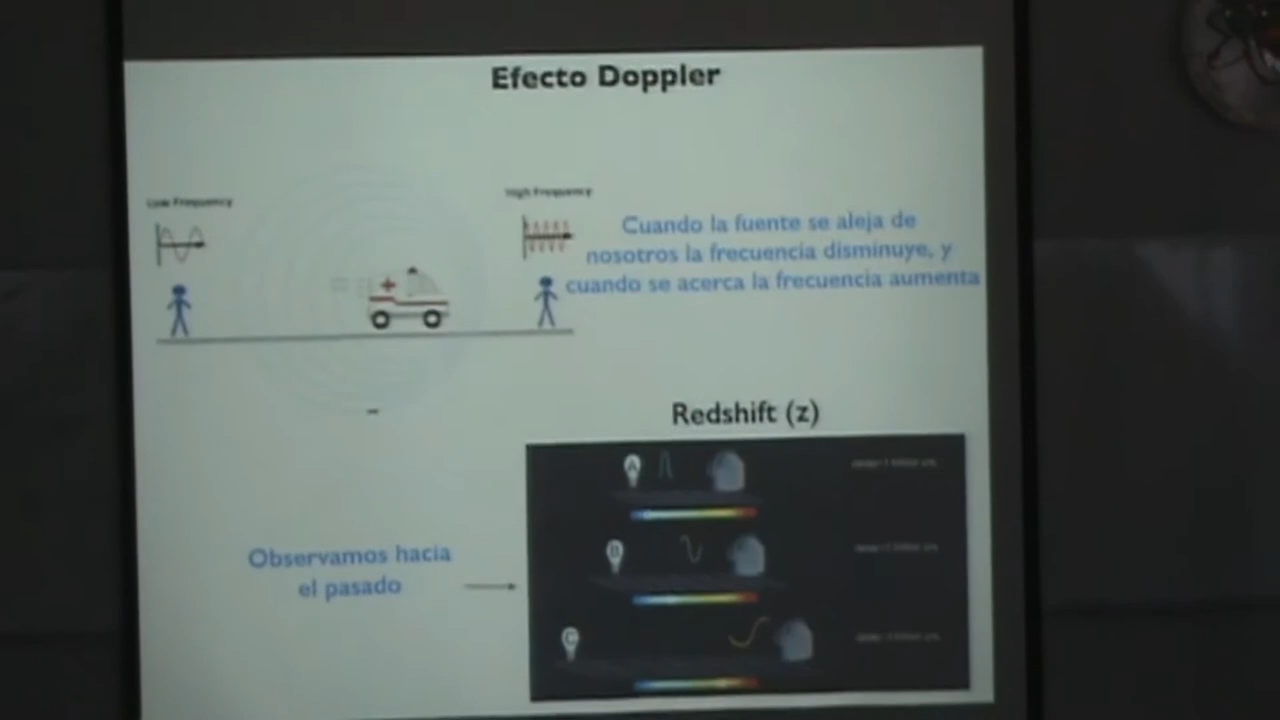 Efecto Doppler
Low Frequency
High Frequency
Cuando la fuente se aleja de
nosotros la frecuencia disminuye, y
cuando se acerca la frecuencia aumenta
Redshift (z)
A
B
C
Observamos hacia
el pasado